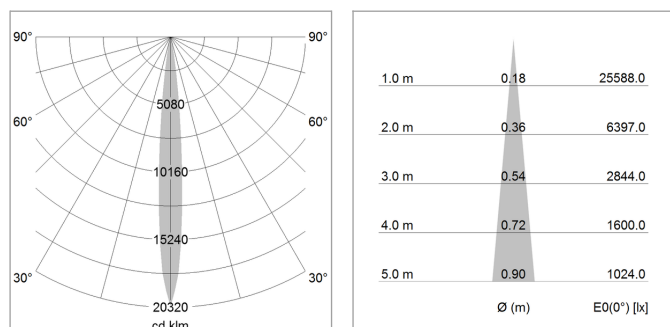 90° 90°
5080
60° 60°
10160
15240
30° 30°
20320
cd klm
1.0 m 0.18 25588.0
2.0 m 0.36 6397.0
3.0 m 0.54 2844.0
4.0 m 0.72 1600.0
5.0 m 0.90 1024.0
Ø (m) E0(0°) [lx]